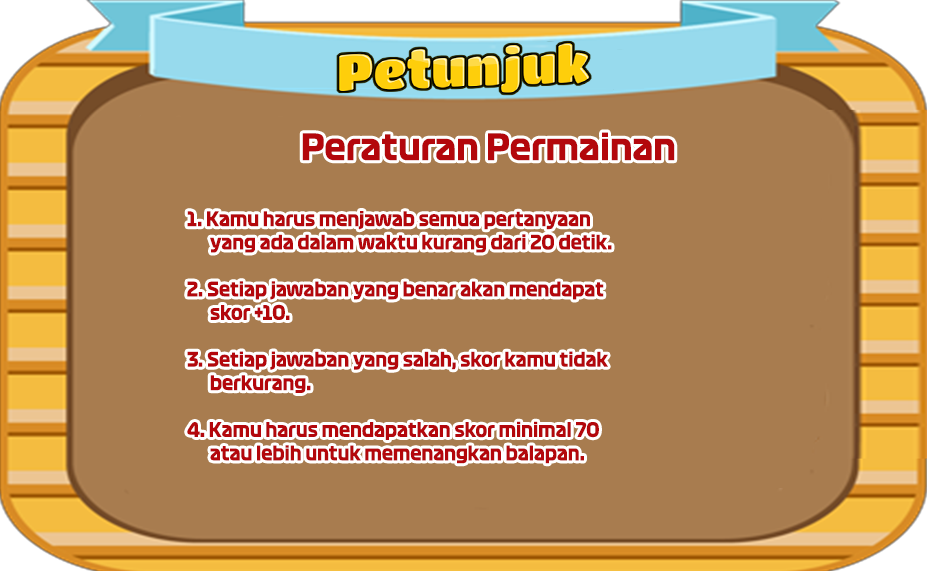 Petunjuk
Peraturan Permainan
1. Kamu harus menjawab semua pertanyaan
yang ada dalam waktu kurang dari 20 detik.
2. Setiap jawaban yang benar akan mendapat
skor +10.
3. Setiap jawaban yang salah, skor kamu tidak
berkurang.
4. Kamu harus mendapatkan skor minimal 70
atau lebih untuk memenangkan balapan.